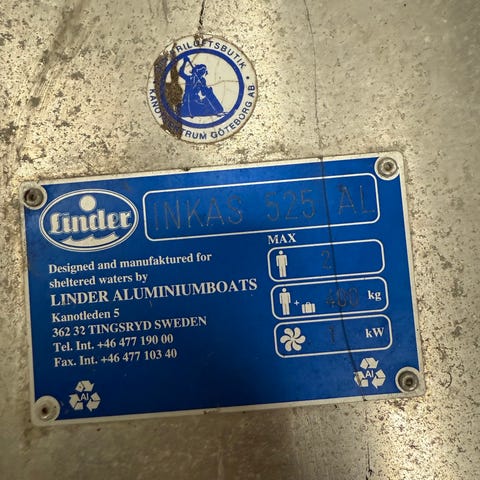 FRILUFTSBUTIK
KANOTCENTRUM GÖTEBORG AB
Linder
INKAS 525 AL
Designed and manufaktured for
sheltered waters by
LINDER ALUMINIUMBOATS
Kanotleden 5
362 32 TINGSRYD SWEDEN
Tel. Int. +46 477 190 00
Fax. Int. +46 477 103 40
MAX
+ kg
1 kW
Al
Al